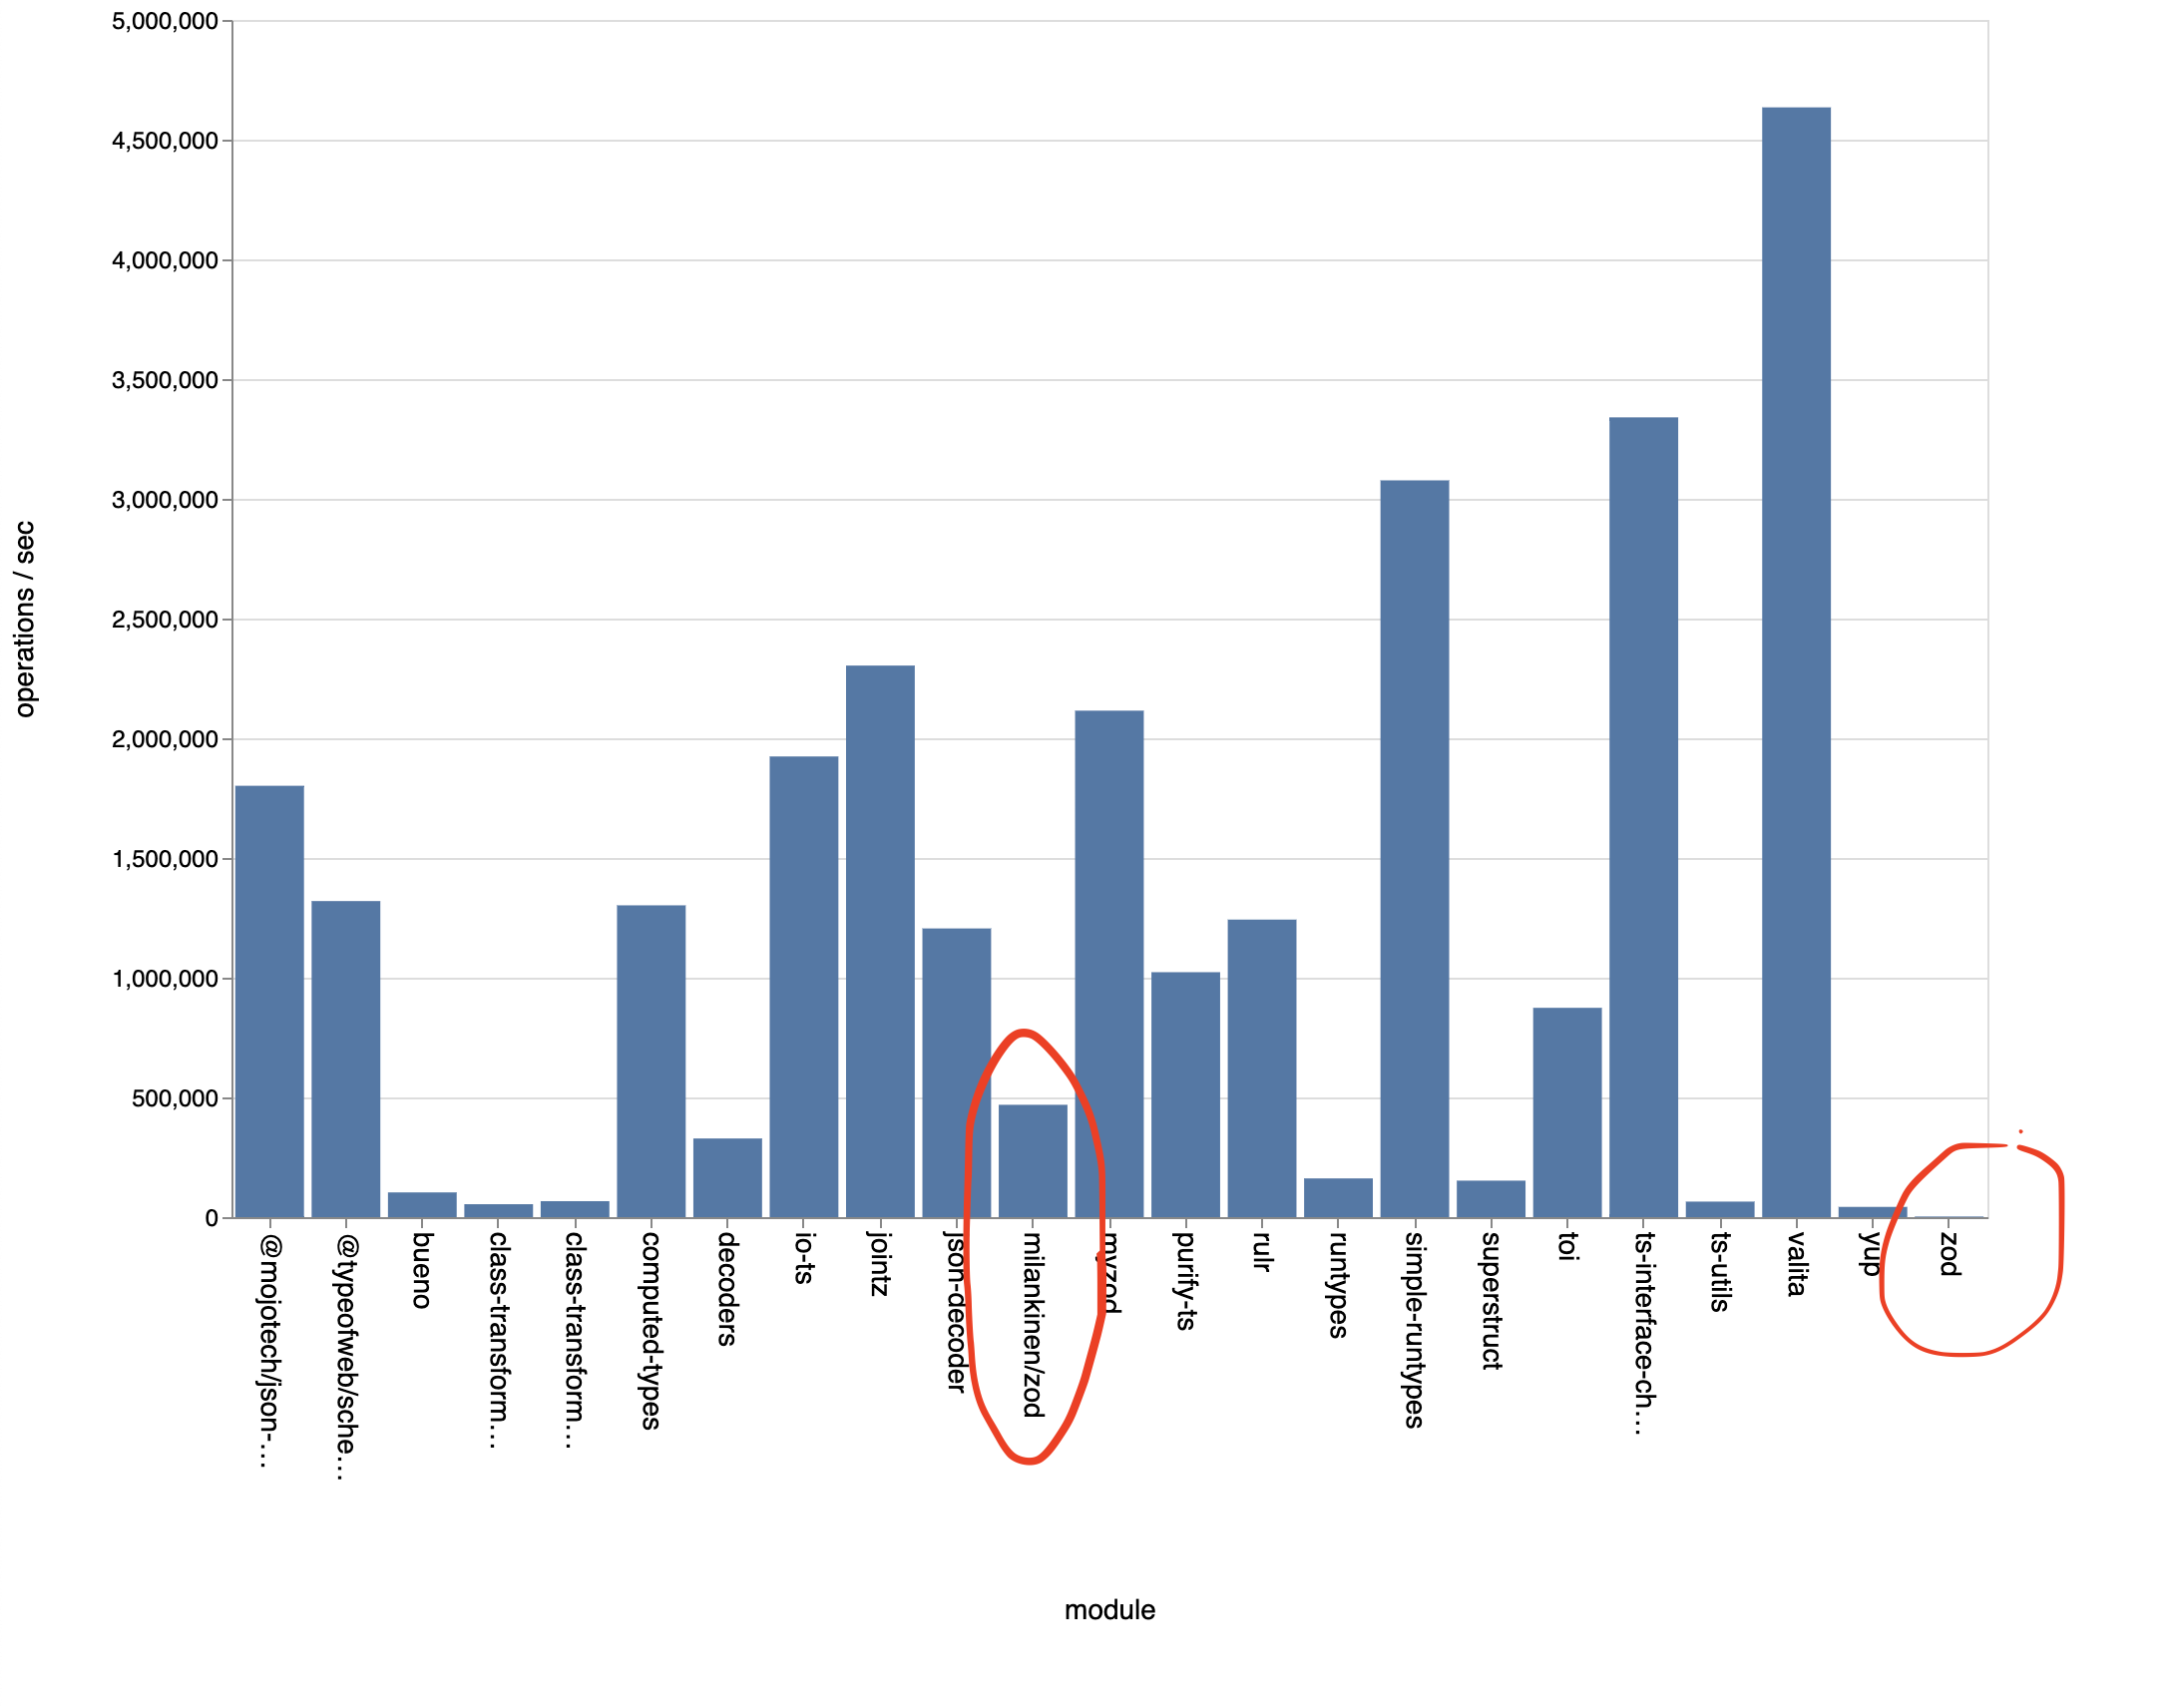 5,000,000
4,500,000
4,000,000
3,500,000
3,000,000
2,500,000
2,000,000
1,500,000
1,000,000
500,000
0
operations / sec
@mojotech/json-…
@typeofweb/sche…
bueno
class-transform…
class-transform…
computed-types
decoders
io-ts
jointz
json-decoder
milankinen/zod
myzod
purify-ts
rulr
runtypes
simple-runtypes
superstruct
toi
ts-interface-ch…
ts-utils
valita
yup
zod
module